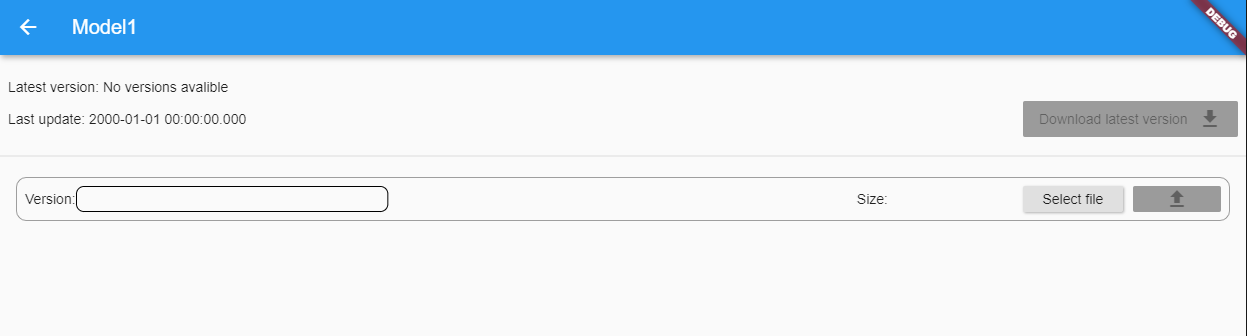 Model1
DEBUG
Latest version: No versions avalible
Last update: 2000-01-01 00:00:00.000
Download latest version
Version:
Size:
Select file